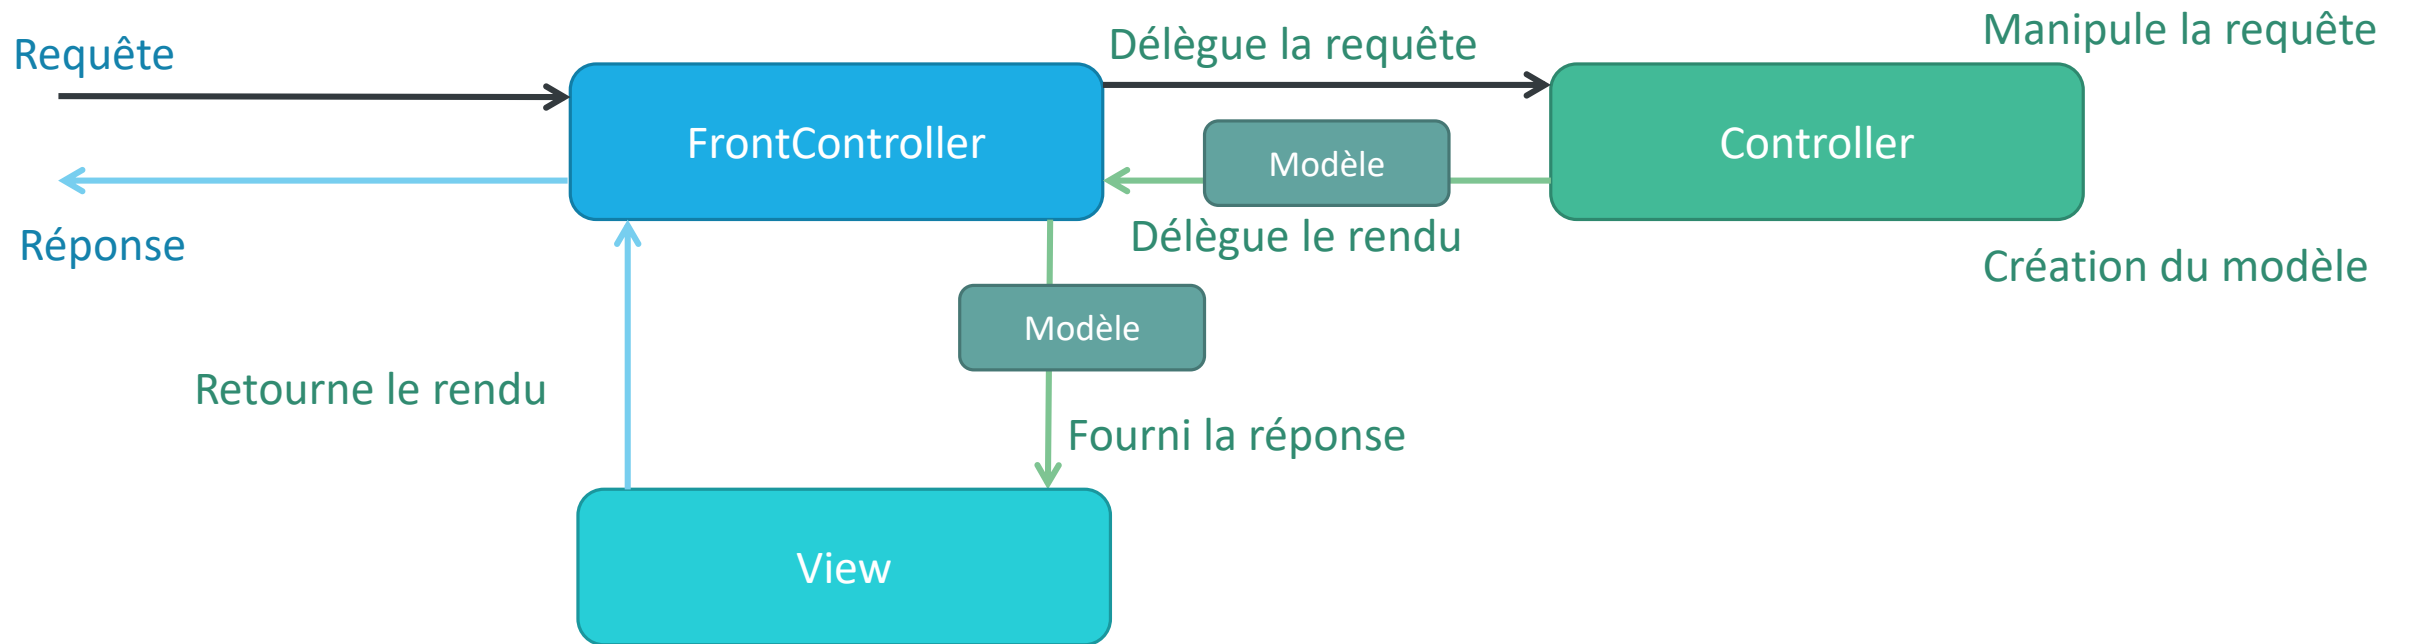 Requête
Délègue la requête
Manipule la requête
FrontController
Controller
Modèle
Réponse
Délègue le rendu
Création du modèle
Modèle
Retourne le rendu
Fourni la réponse
View